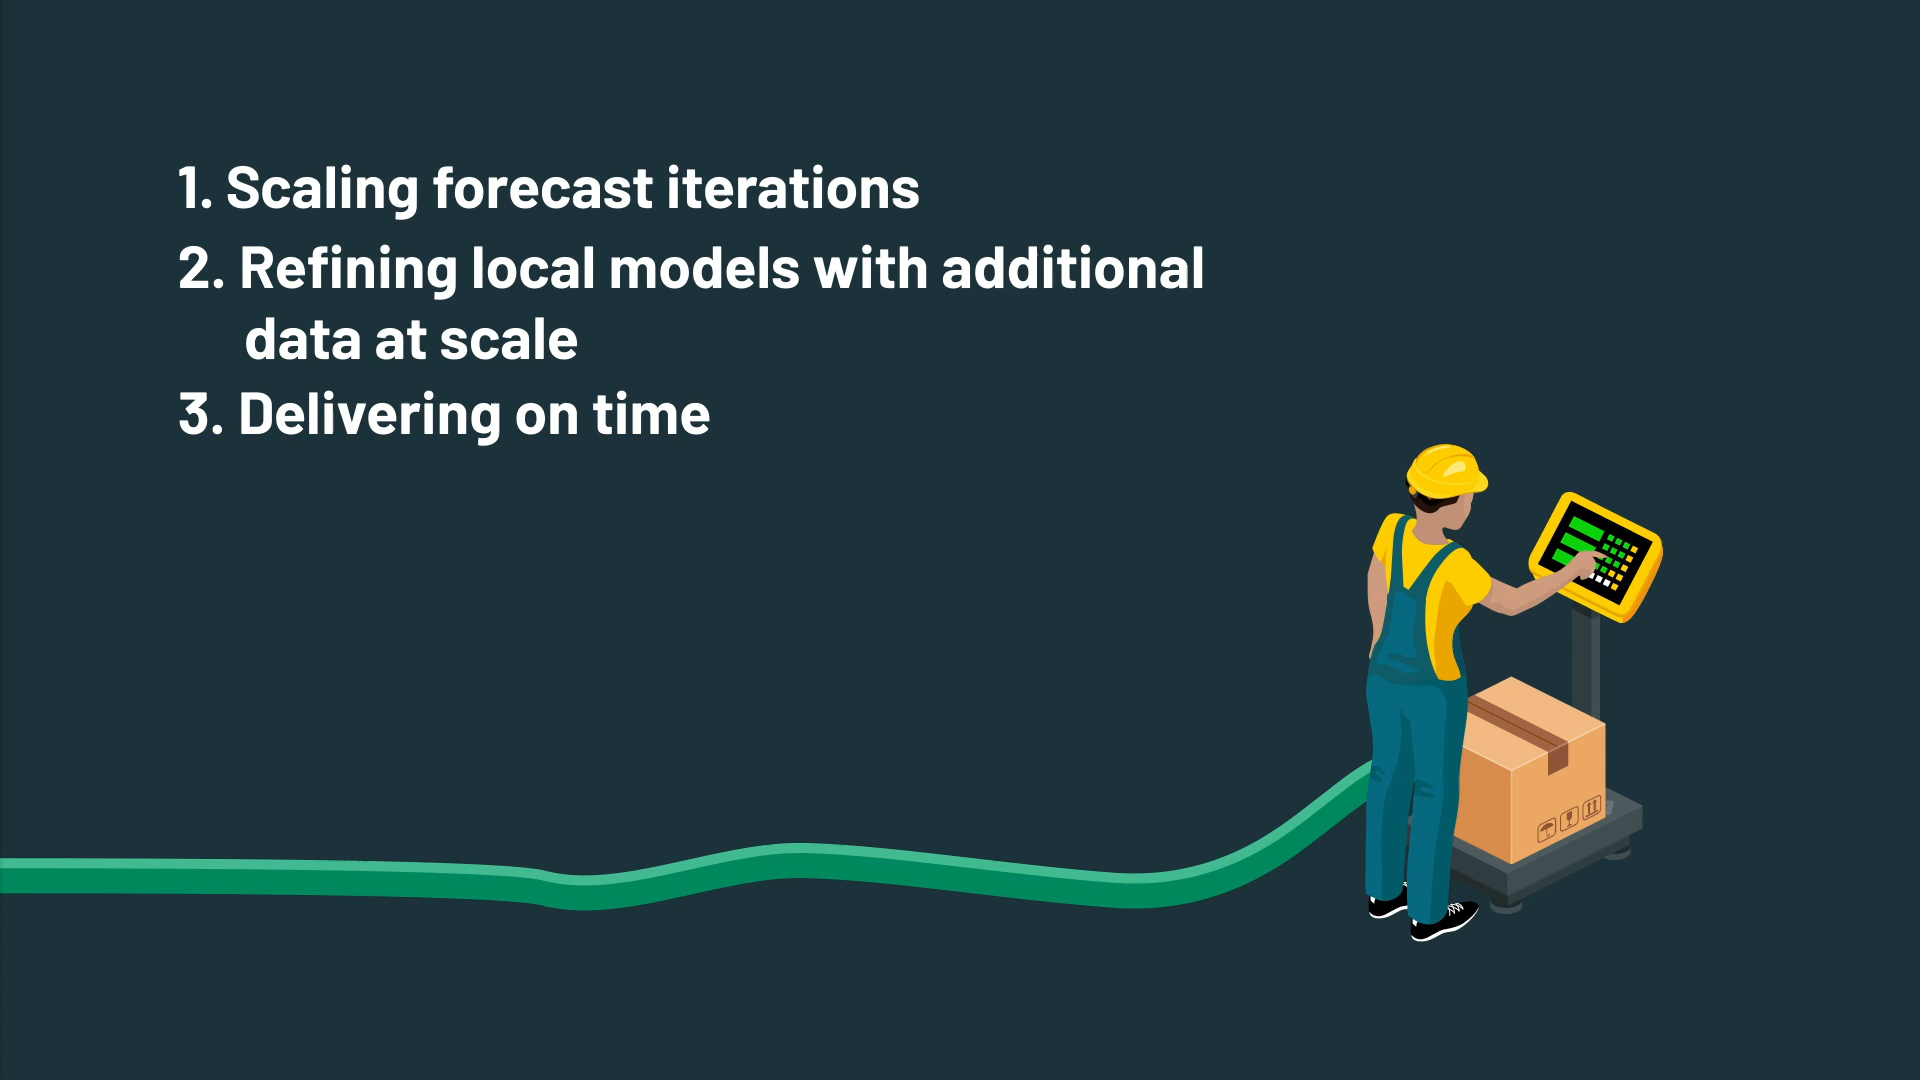 1. Scaling forecast iterations
2. Refining local models with additional
data at scale
3. Delivering on time